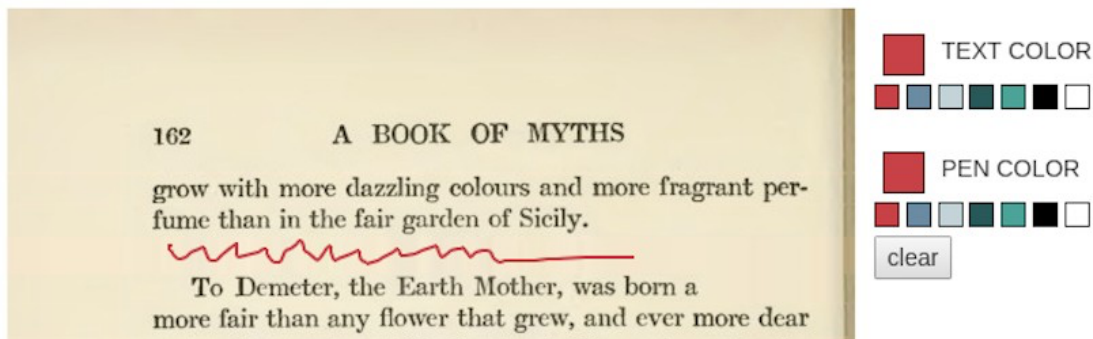 162 A BOOK OF MYTHS
grow with more dazzling colours and more fragrant per-
fume than in the fair garden of Sicily.
To Demeter, the Earth Mother, was born a
more fair than any flower that grew, and ever more dear
TEXT COLOR
PEN COLOR
clear